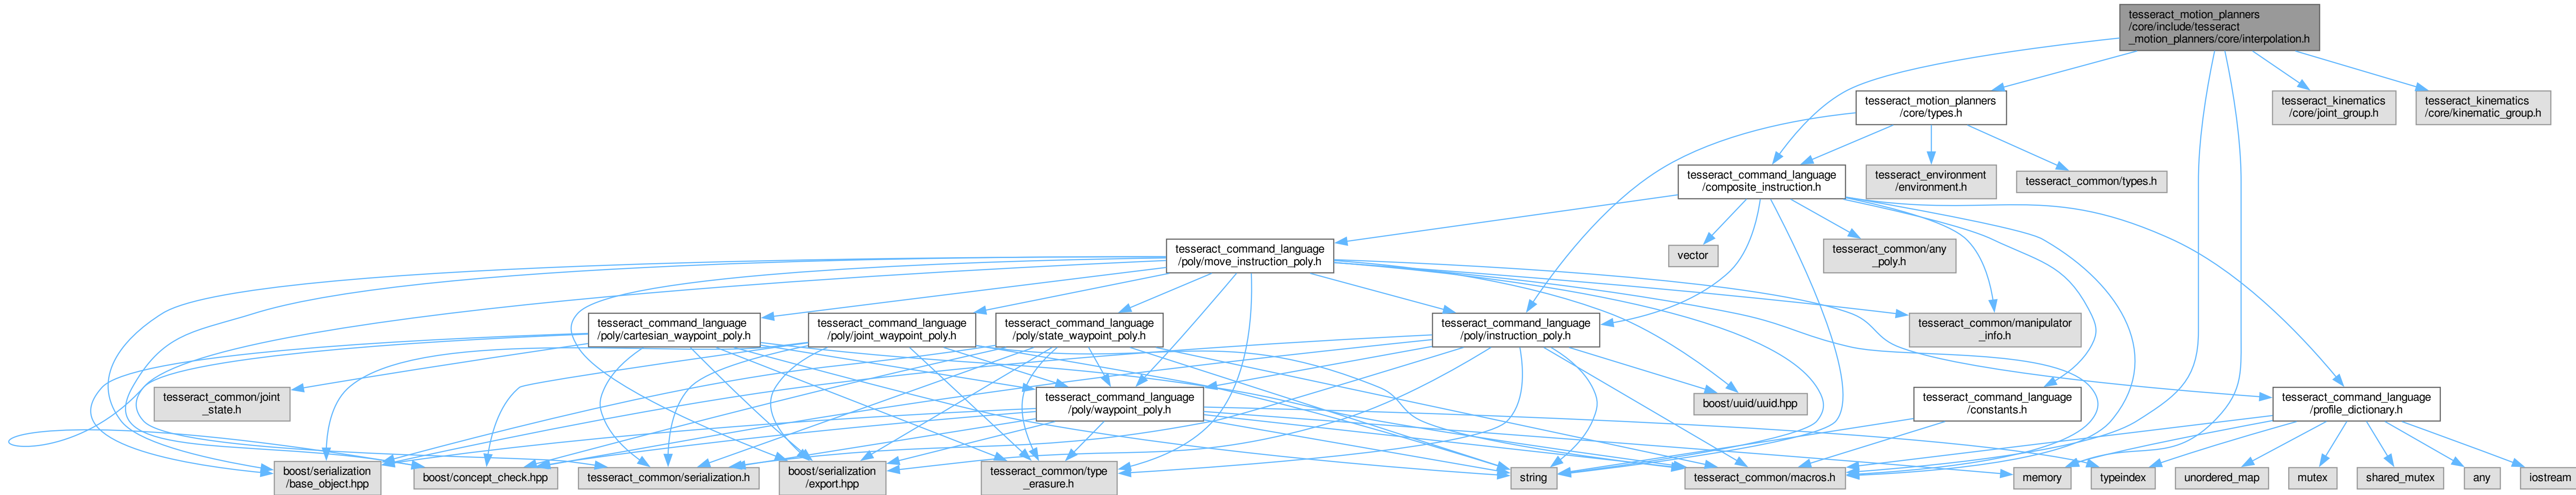 tesseract_motion_planners
/core/include/tesseract
_motion_planners/core/interpolation.h
tesseract_motion_planners
/core/types.h
tesseract_kinematics
/core/joint_group.h
tesseract_kinematics
/core/kinematic_group.h
tesseract_command_language
/composite_instruction.h
tesseract_environment
/environment.h
tesseract_common/types.h
tesseract_command_language
/poly/move_instruction_poly.h
vector
tesseract_common/any
_poly.h
tesseract_command_language
/poly/cartesian_waypoint_poly.h
tesseract_command_language
/poly/joint_waypoint_poly.h
tesseract_command_language
/poly/state_waypoint_poly.h
tesseract_command_language
/poly/instruction_poly.h
tesseract_common/manipulator
_info.h
tesseract_common/joint
_state.h
tesseract_command_language
/poly/waypoint_poly.h
boost/uuid/uuid.hpp
tesseract_command_language
/constants.h
tesseract_command_language
/profile_dictionary.h
boost/serialization
/base_object.hpp
boost/concept_check.hpp
tesseract_common/serialization.h
boost/serialization
/export.hpp
tesseract_common/type
_erasure.h
string
tesseract_common/macros.h
memory
typeindex
unordered_map
mutex
shared_mutex
any
iostream